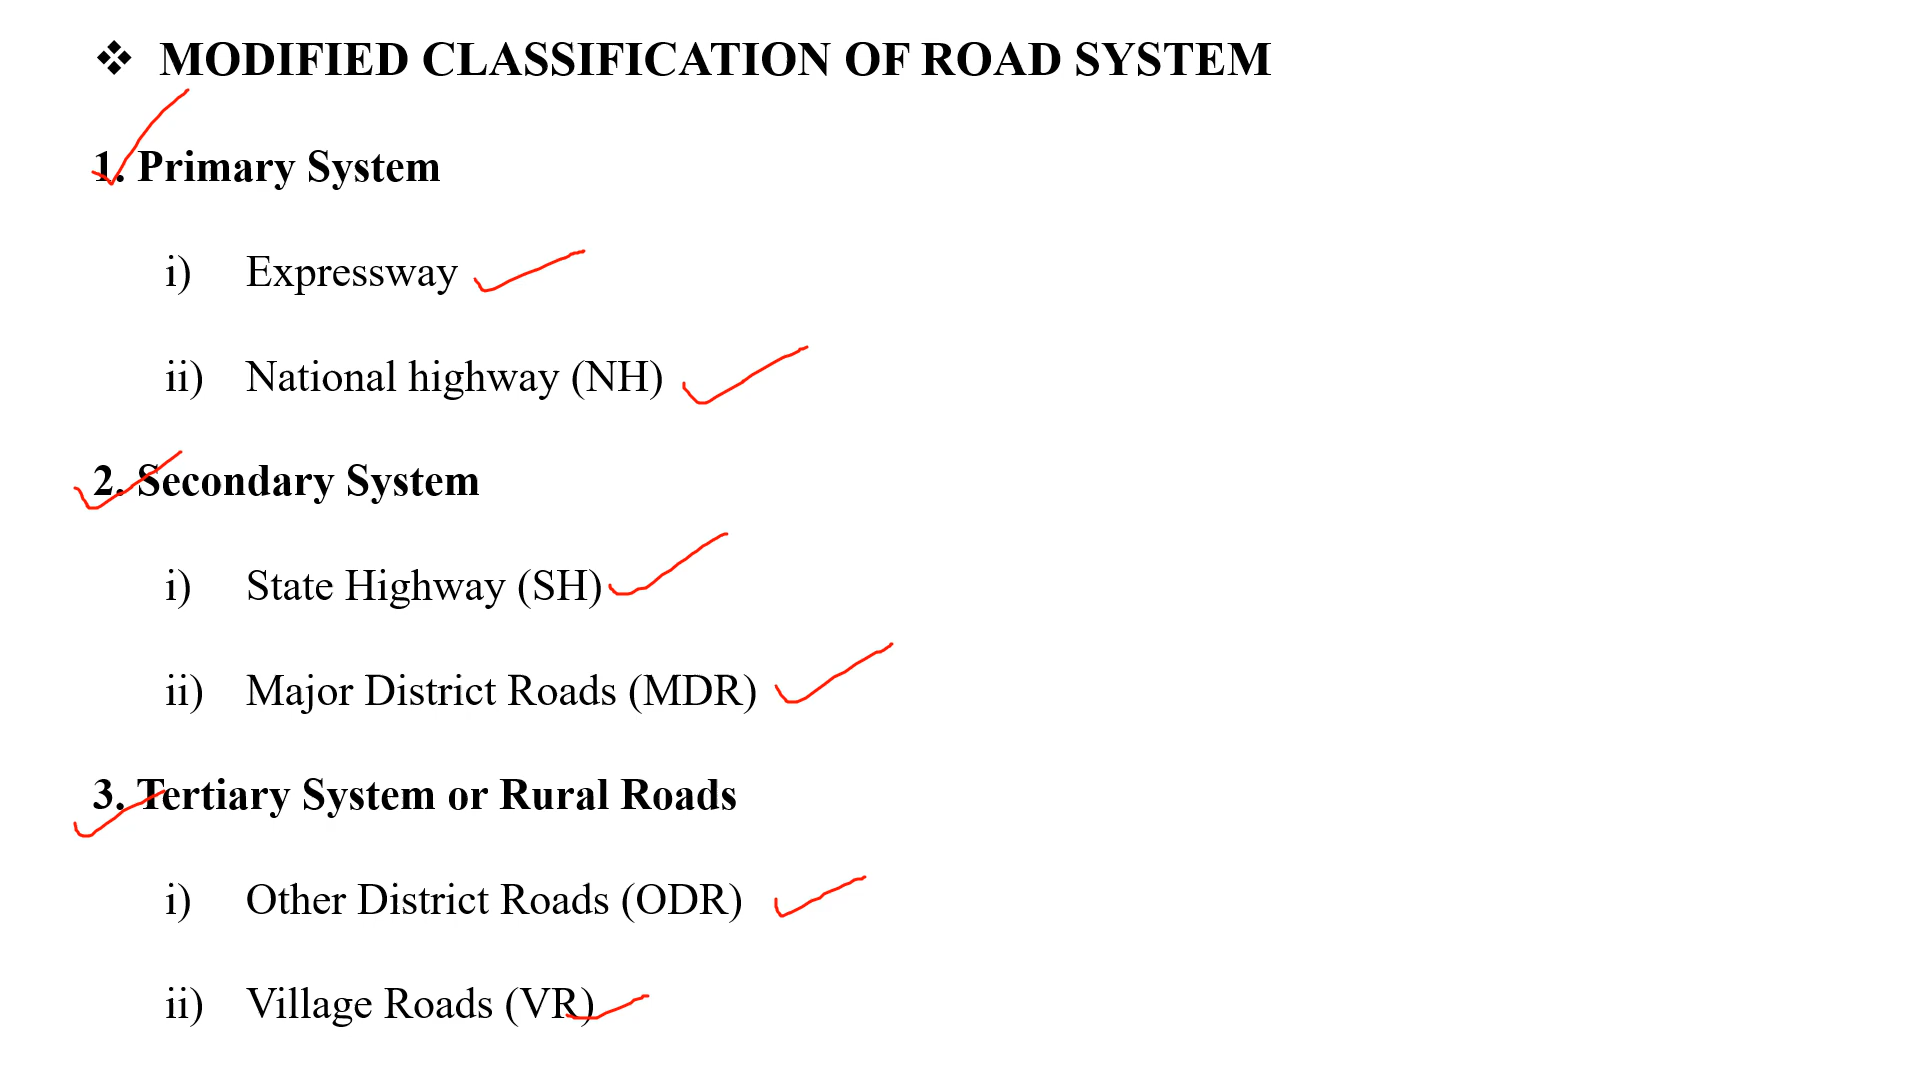 ❖ MODIFIED CLASSIFICATION OF ROAD SYSTEM
1. Primary System
i) Expressway
ii) National highway (NH)
2. Secondary System
i) State Highway (SH)
ii) Major District Roads (MDR)
3. Tertiary System or Rural Roads
i) Other District Roads (ODR)
ii) Village Roads (VR)